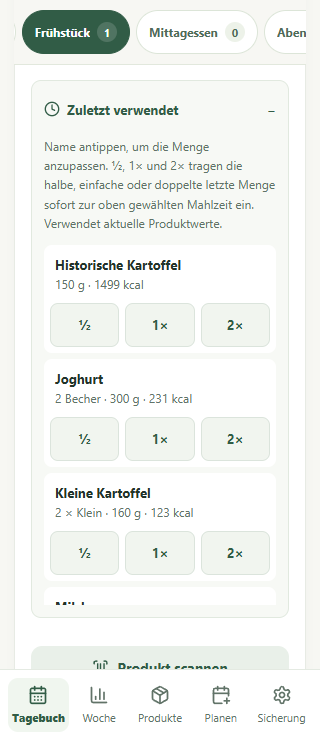 Frühstück 1 Mittagessen 0 Aben
Zuletzt verwendet –
Name antippen, um die Menge
anzupassen. ½, 1× und 2× tragen die
halbe, einfache oder doppelte letzte Menge
sofort zur oben gewählten Mahlzeit ein.
Verwendet aktuelle Produktwerte.
Historische Kartoffel
150 g · 1499 kcal
½ 1× 2×
Joghurt
2 Becher · 300 g · 231 kcal
½ 1× 2×
Kleine Kartoffel
2 × Klein · 160 g · 123 kcal
½ 1× 2×
Produkt scannen
Tagebuch Woche Produkte Planen Sicherung